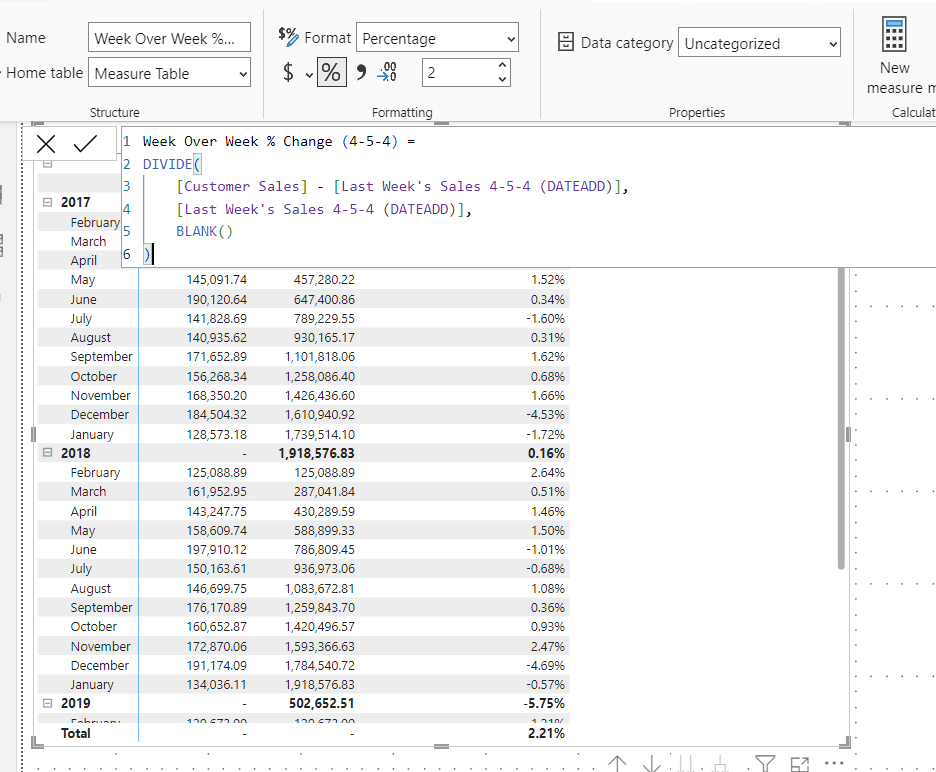 Name Week Over Week %... Format Percentage Data category Uncategorized
Home table Measure Table $ % 2 New
measure m
Structure Formatting Properties Calculat
1 Week Over Week % Change (4-5-4) =
2 DIVIDE(
3 [Customer Sales] - [Last Week's Sales 4-5-4 (DATEADD)],
4 [Last Week's Sales 4-5-4 (DATEADD)],
5 BLANK()
6 )
2017
February
March
April
May 145,091.74 457,280.22 1.52%
June 190,120.64 647,400.86 0.34%
July 141,828.69 789,229.55 -1.60%
August 140,935.62 930,165.17 0.31%
September 171,652.89 1,101,818.06 1.62%
October 156,268.34 1,258,086.40 0.68%
November 168,350.20 1,426,436.60 1.66%
December 184,504.32 1,610,940.92 -4.53%
January 128,573.18 1,739,514.10 -1.72%
2018 - 1,918,576.83 0.16%
February 125,088.89 125,088.89 2.64%
March 161,952.95 287,041.84 0.51%
April 143,247.75 430,289.59 1.46%
May 158,609.74 588,899.33 1.50%
June 197,910.12 786,809.45 -1.01%
July 150,163.61 936,973.06 -0.68%
August 146,699.75 1,083,672.81 1.08%
September 176,170.89 1,259,843.70 0.36%
October 160,652.87 1,420,496.57 0.93%
November 172,870.06 1,593,366.63 2.47%
December 191,174.09 1,784,540.72 -4.69%
January 134,036.11 1,918,576.83 -0.57%
2019 - 502,652.51 -5.75%
February
Total - - 2.21%